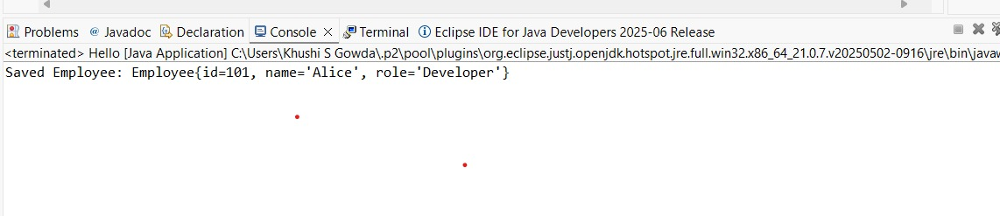 Problems @ Javadoc Declaration Console Terminal Eclipse IDE for Java Developers 2025-06 Release
<terminated> Hello [Java Application] C:\Users\Khushi S Gowda\.p2\pool\plugins\org.eclipse.justj.openjdk.hotspot.jre.full.win32.x86_64_21.0.7.v20250502-0916\jre\bin\javaw
Saved Employee: Employee{id=101, name='Alice', role='Developer'}